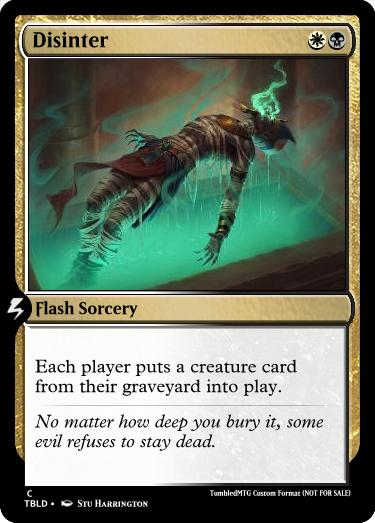 Disinter
Flash Sorcery
Each player puts a creature card
from their graveyard into play.
No matter how deep you bury it, some
evil refuses to stay dead.
C
TBLD • Stu Harrington
TumbledMTG Custom Format (NOT FOR SALE)